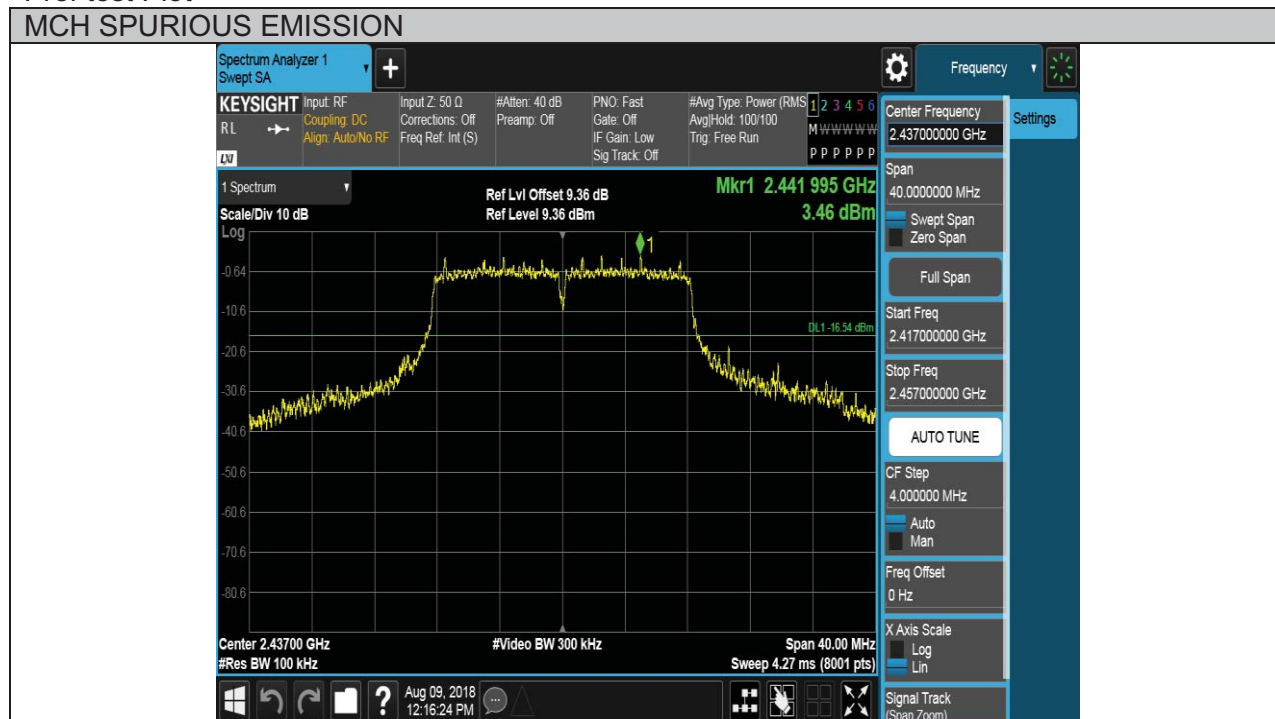 MCH SPURIOUS EMISSION
Spectrum Analyzer 1
Swept SA
+
Frequency
KEYSIGHT
RL
LXI
Input: RF
Coupling: DC
Align: Auto/No RF
Input Z: 50 Ω
Corrections: Off
Freq Ref: Int (S)
#Atten: 40 dB
Preamp: Off
PNO: Fast
Gate: Off
IF Gain: Low
Sig Track: Off
#Avg Type: Power (RMS
Avg|Hold: 100/100
Trig: Free Run
1 2 3 4 5 6
M W W W W W
P P P P P P
Center Frequency
2.437000000 GHz
Settings
Span
40.0000000 MHz
Swept Span
Zero Span
Full Span
Start Freq
2.417000000 GHz
Stop Freq
2.457000000 GHz
AUTO TUNE
CF Step
4.000000 MHz
Auto
Man
Freq Offset
0 Hz
X Axis Scale
Log
Lin
Signal Track
(Span Zoom)
1 Spectrum
Scale/Div 10 dB
Log
Ref Lvl Offset 9.36 dB
Ref Level 9.36 dBm
Mkr1 2.441 995 GHz
3.46 dBm
1
-0.64
-10.6
DL1 -16.54 dBm
-20.6
-30.6
-40.6
-50.6
-60.6
-70.6
-80.6
Center 2.43700 GHz
#Res BW 100 kHz
#Video BW 300 kHz
Span 40.00 MHz
Sweep 4.27 ms (8001 pts)
?
Aug 09, 2018
12:16:24 PM